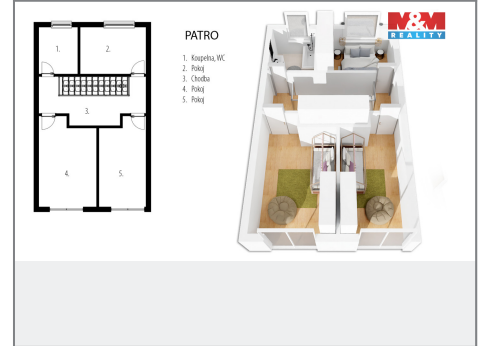 PATRO
1. Koupelna, WC
2. Pokoj
3. Chodba
4. Pokoj
5. Pokoj
M&M
REALITY
1.
2.
3.
4.
5.